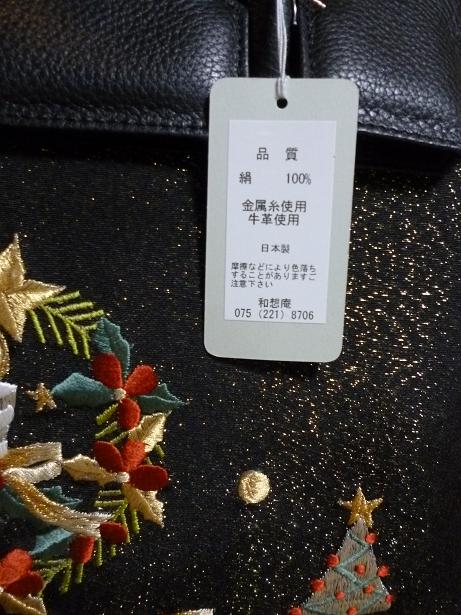 品 質
絹 100%
金属糸使用
牛革使用
日本製
摩擦などにより色落ち
することがありますご
注意下さい
和想庵
075 (221) 8706